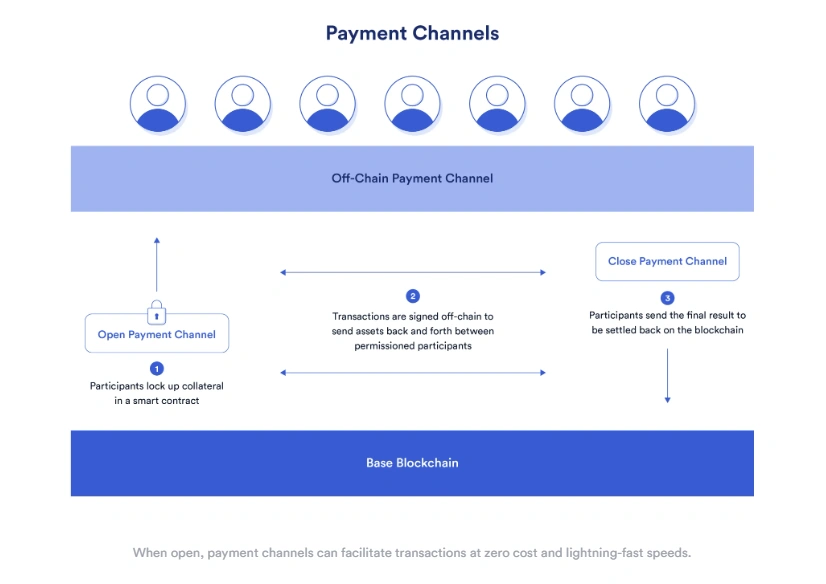 Payment Channels
Off-Chain Payment Channel
Open Payment Channel
1
Participants lock up collateral
in a smart contract
2
Transactions are signed off-chain to
send assets back and forth between
permissioned participants
Close Payment Channel
3
Participants send the final result to
be settled back on the blockchain
Base Blockchain
When open, payment channels can facilitate transactions at zero cost and lightning-fast speeds.